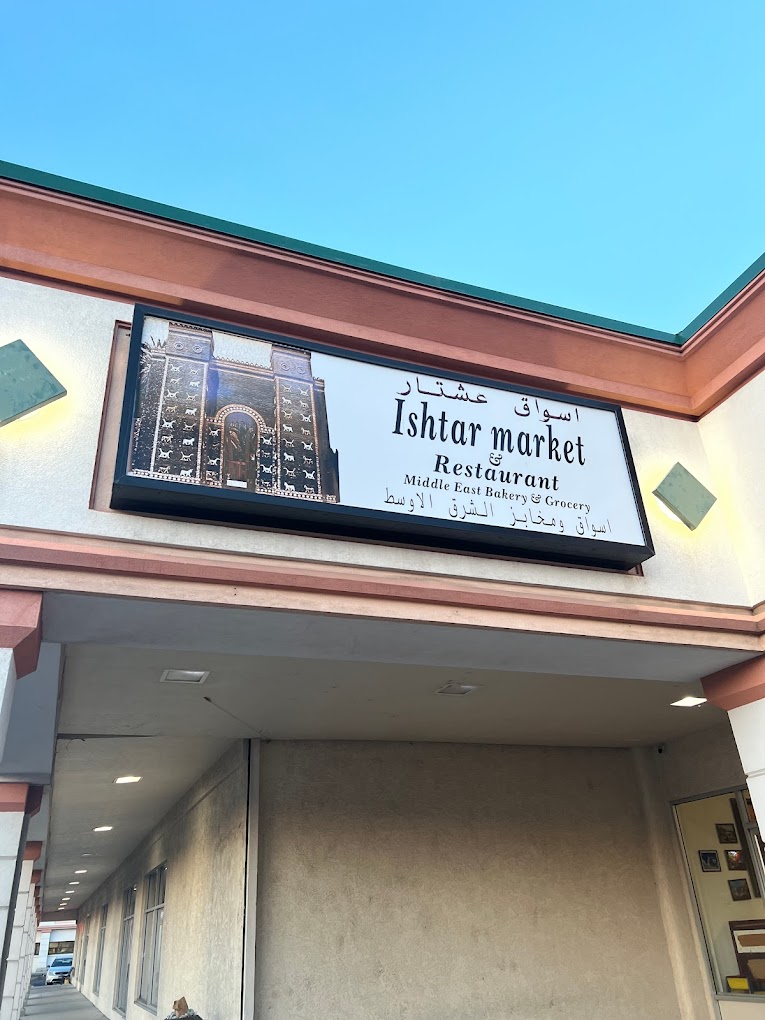 اسواق عشتار
Ishtar market
&
Restaurant
Middle East Bakery & Grocery
اسواق ومخابز الشرق الاوسط